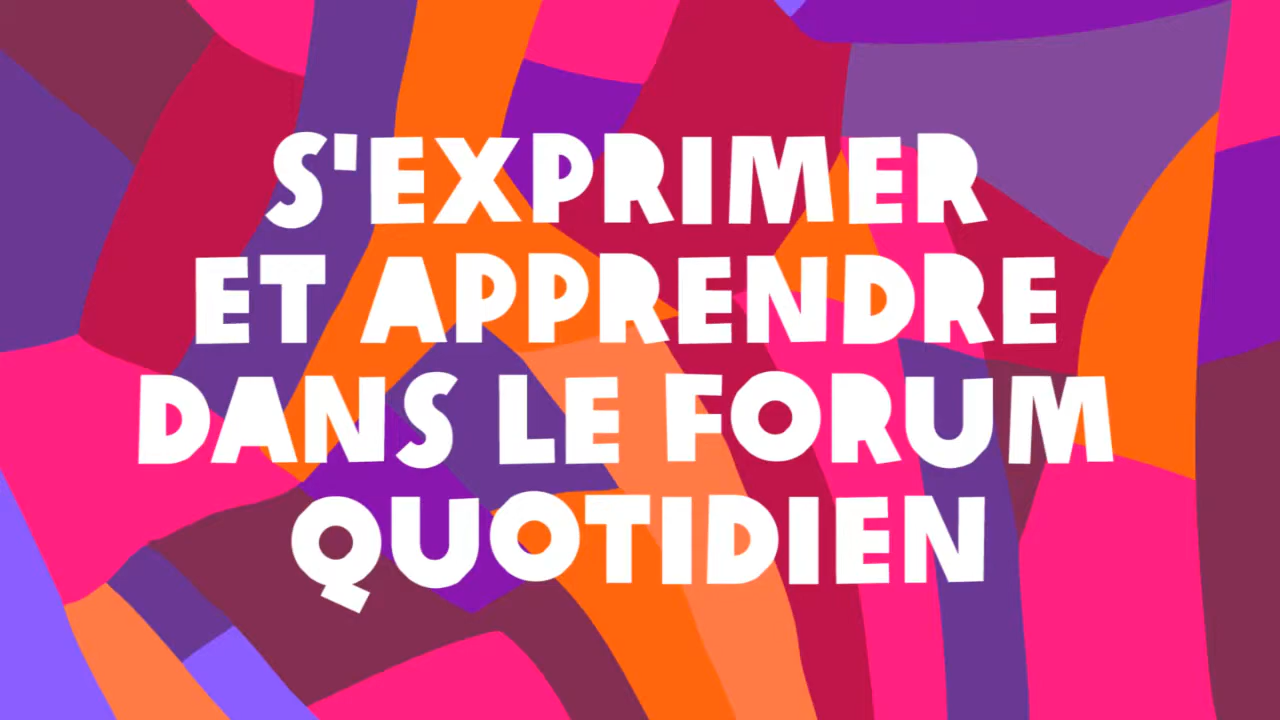 S'EXPRIMER
ET APPRENDRE
DANS LE FORUM
QUOTIDIEN